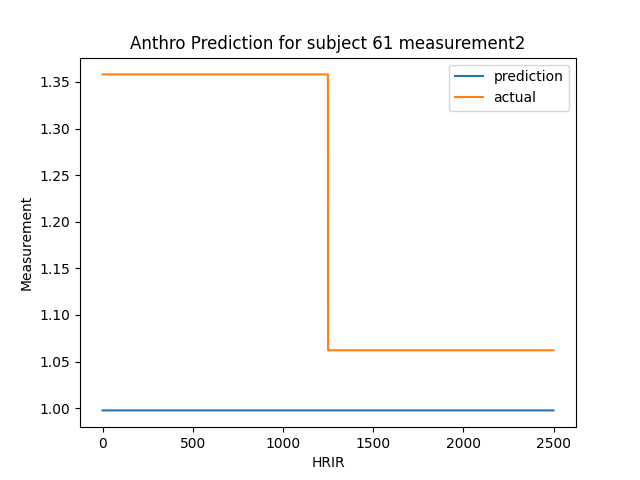 Anthro Prediction for subject 61 measurement2
prediction
actual
Measurement
1.35
1.30
1.25
1.20
1.15
1.10
1.05
1.00
0 500 1000 1500 2000 2500
HRIR